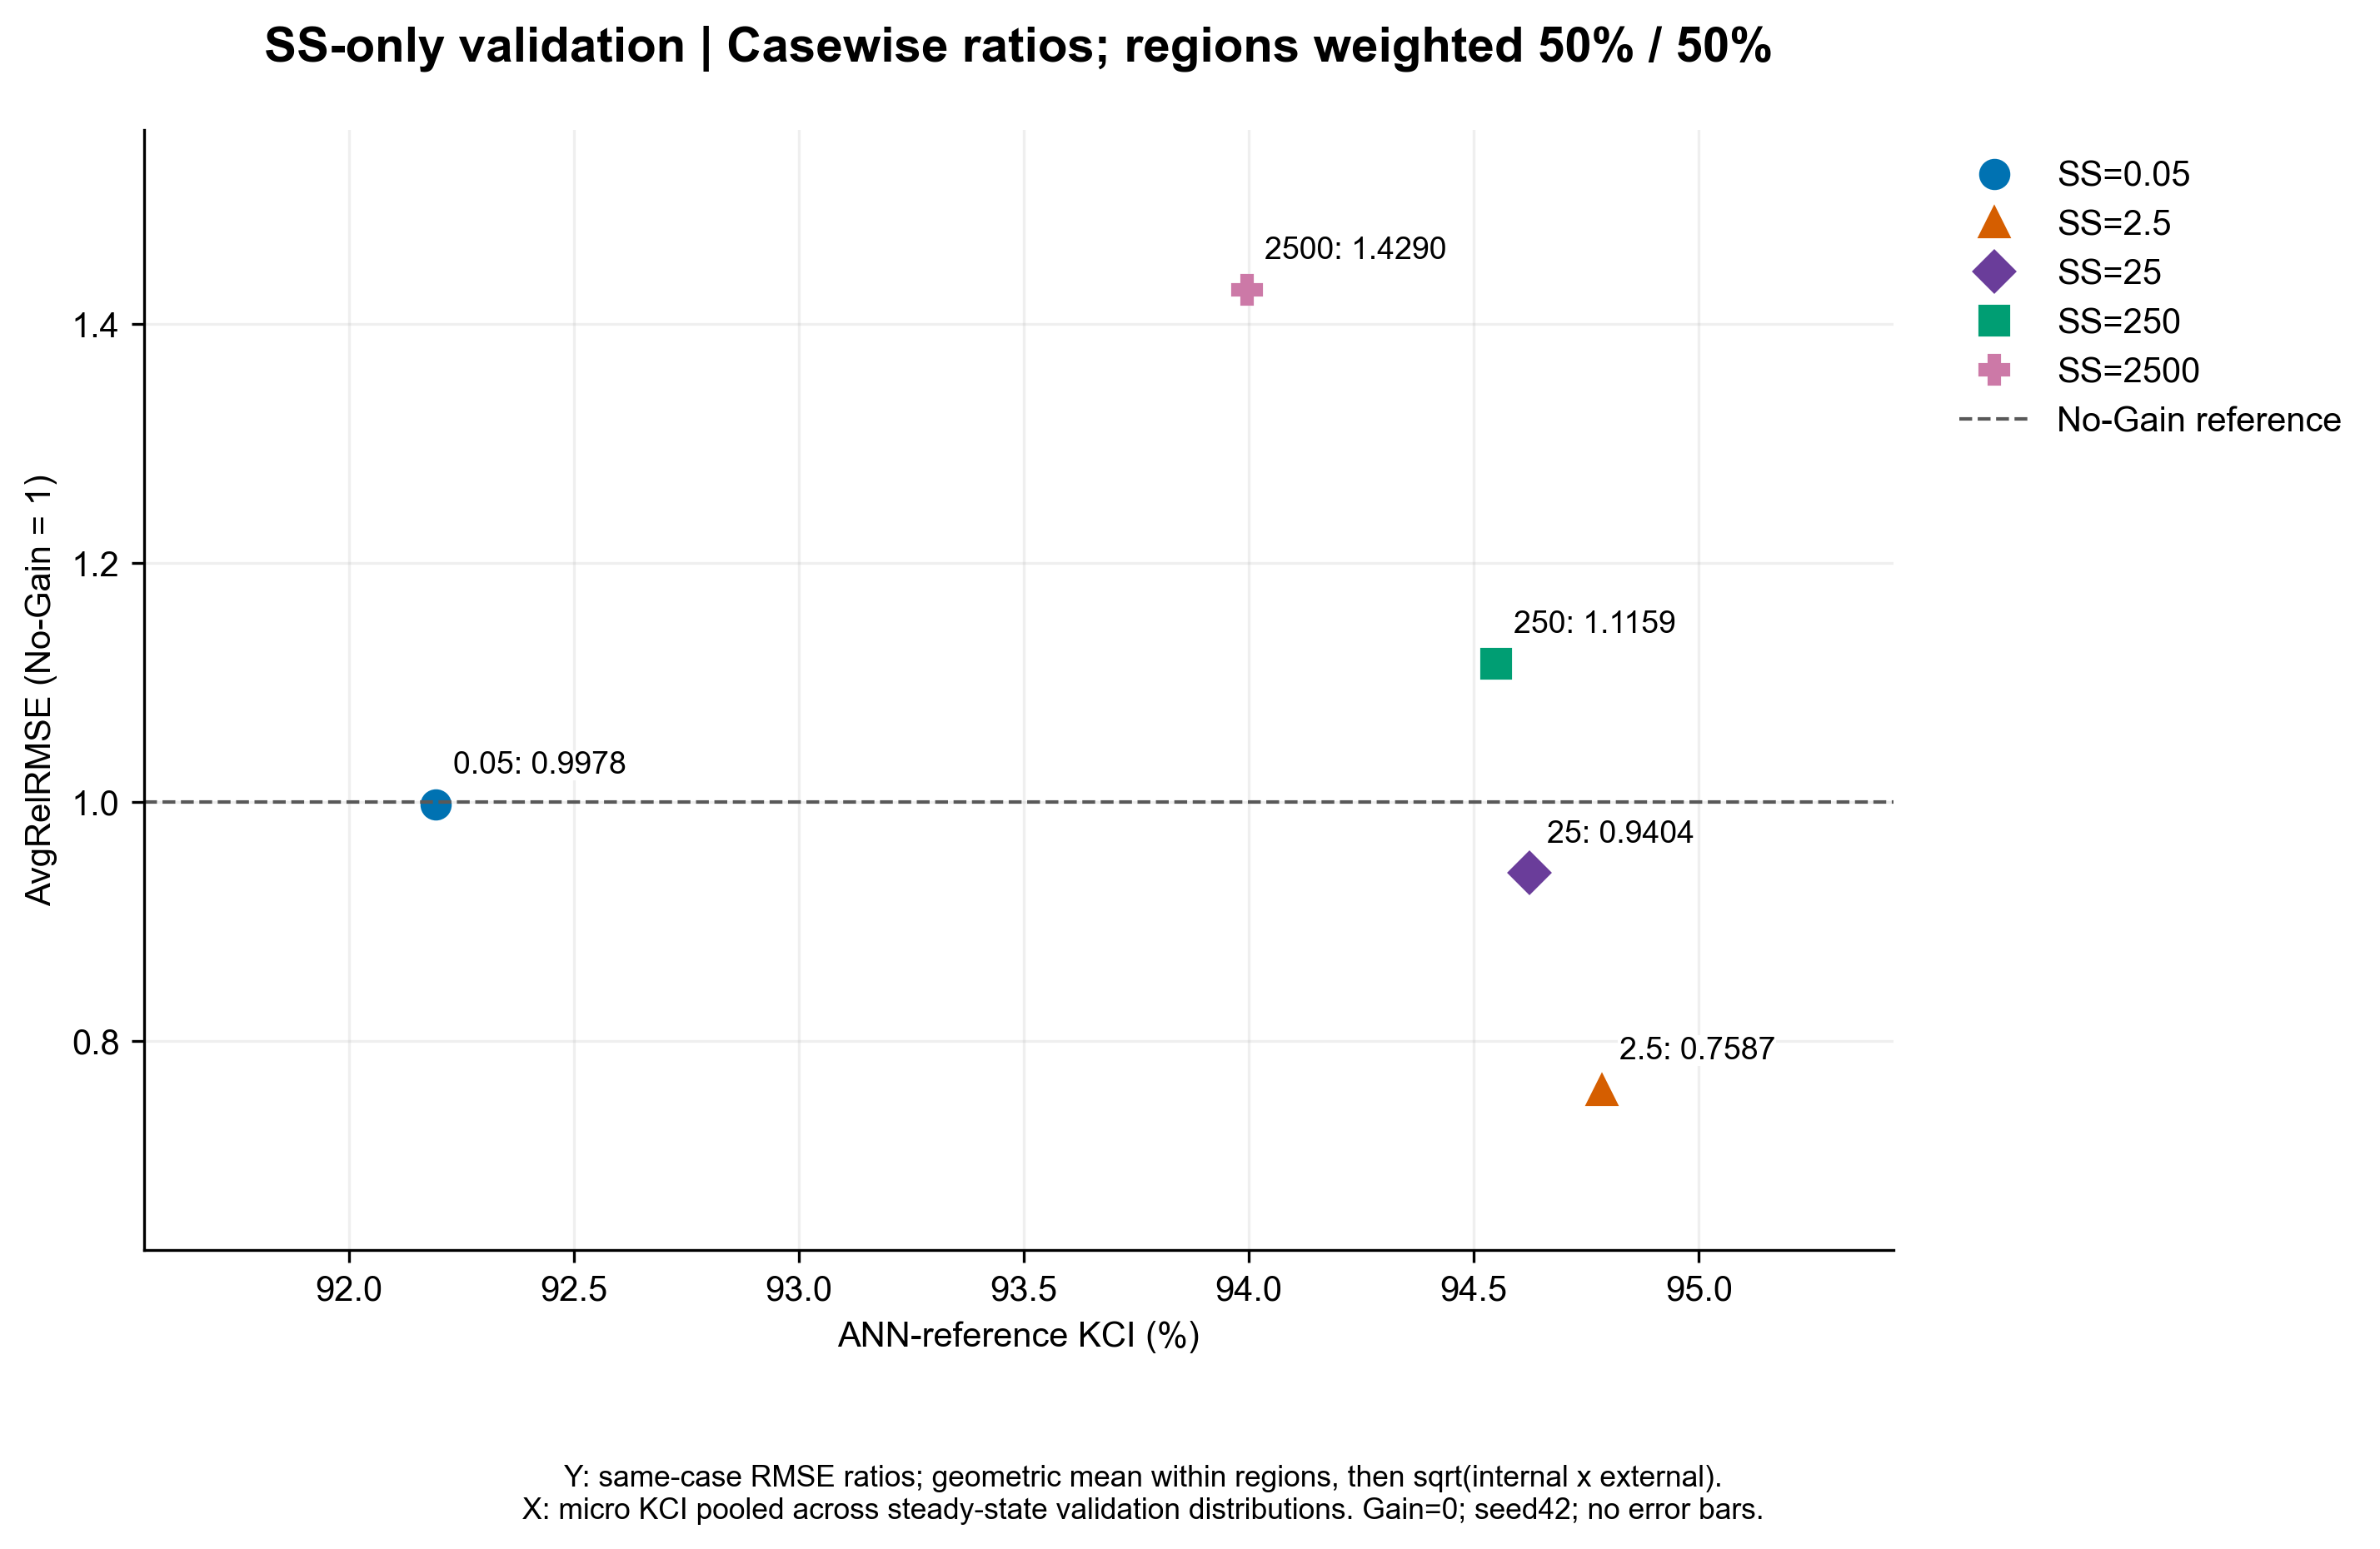 SS-only validation | Casewise ratios; regions weighted 50% / 50%
SS=0.05
SS=2.5
SS=25
SS=250
SS=2500
No-Gain reference
2500: 1.4290
250: 1.1159
0.05: 0.9978
25: 0.9404
2.5: 0.7587
AvgRelRMSE (No-Gain = 1)
1.4
1.2
1.0
0.8
92.0 92.5 93.0 93.5 94.0 94.5 95.0
ANN-reference KCI (%)
Y: same-case RMSE ratios; geometric mean within regions, then sqrt(internal x external).
X: micro KCI pooled across steady-state validation distributions. Gain=0; seed42; no error bars.